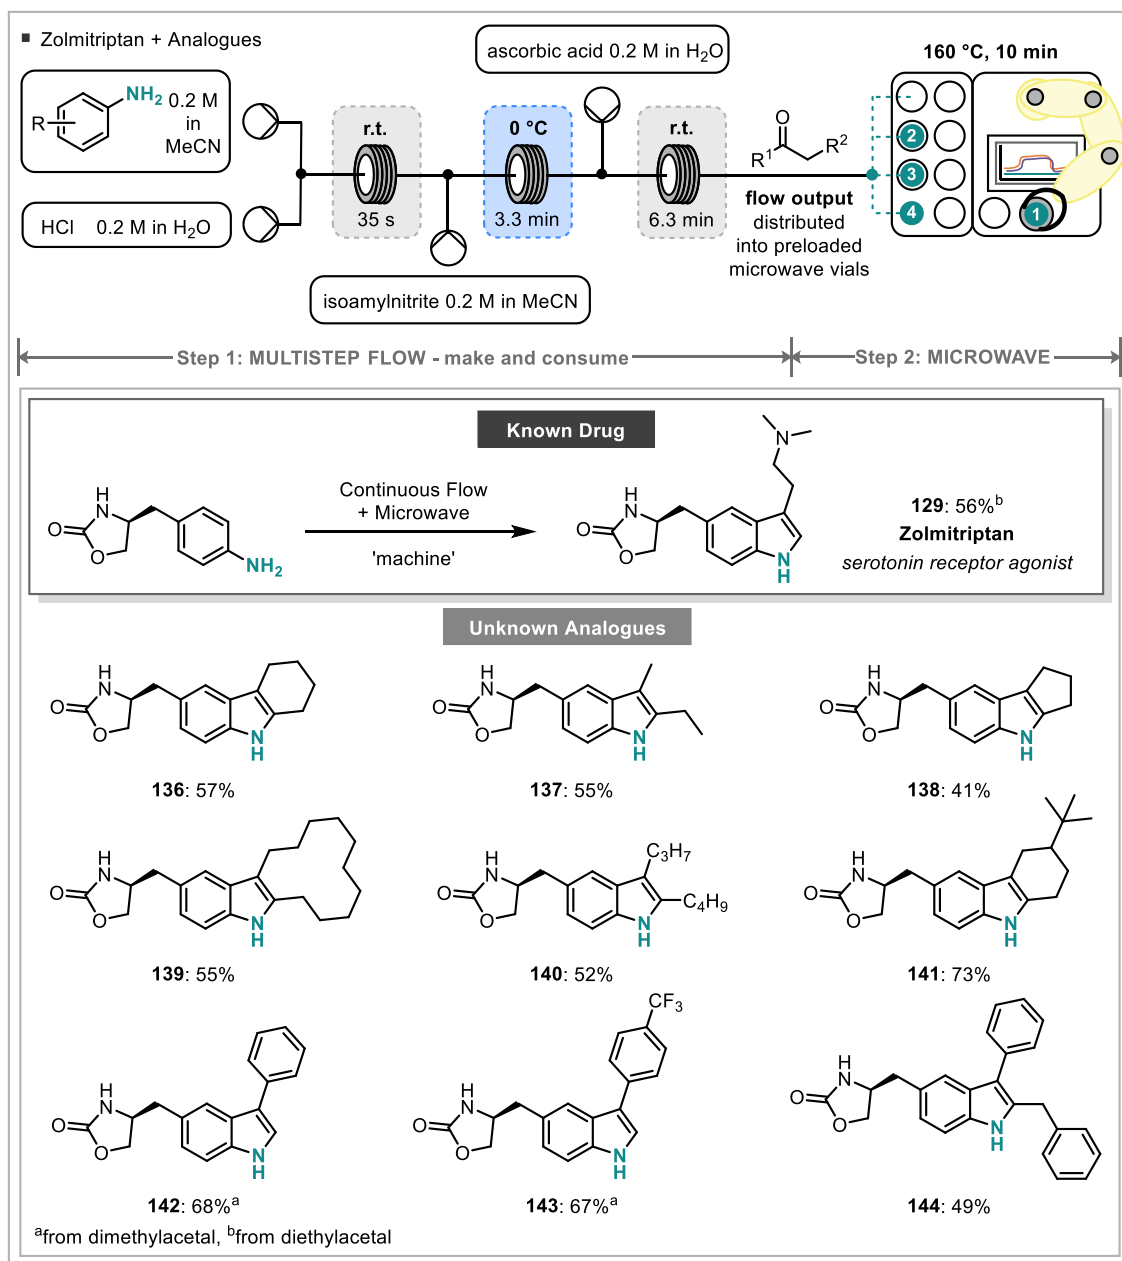 ▪ Zolmitriptan + Analogues
R
NH₂
0.2 M
in
MeCN
HCl 0.2 M in H₂O
r.t.
35 s
isoamylnitrite 0.2 M in MeCN
0 °C
3.3 min
ascorbic acid 0.2 M in H₂O
r.t.
6.3 min
O
R¹
R²
flow output
distributed
into preloaded
microwave vials
160 °C, 10 min
2
3
4
1
Step 1: MULTISTEP FLOW - make and consume
Step 2: MICROWAVE
Known Drug
H
N
O
O
NH₂
Continuous Flow
+ Microwave
'machine'
N
H
N
O
O
N
H
129: 56%ᵇ
Zolmitriptan
serotonin receptor agonist
Unknown Analogues
H
N
O
O
N
H
136: 57%
H
N
O
O
N
H
137: 55%
H
N
O
O
N
H
138: 41%
H
N
O
O
N
H
139: 55%
H
N
O
O
C₃H₇
C₄H₉
N
H
140: 52%
H
N
O
O
N
H
141: 73%
H
N
O
O
N
H
142: 68%ᵃ
CF₃
H
N
O
O
N
H
143: 67%ᵃ
H
N
O
O
N
H
144: 49%
ᵃfrom dimethylacetal, ᵇfrom diethylacetal